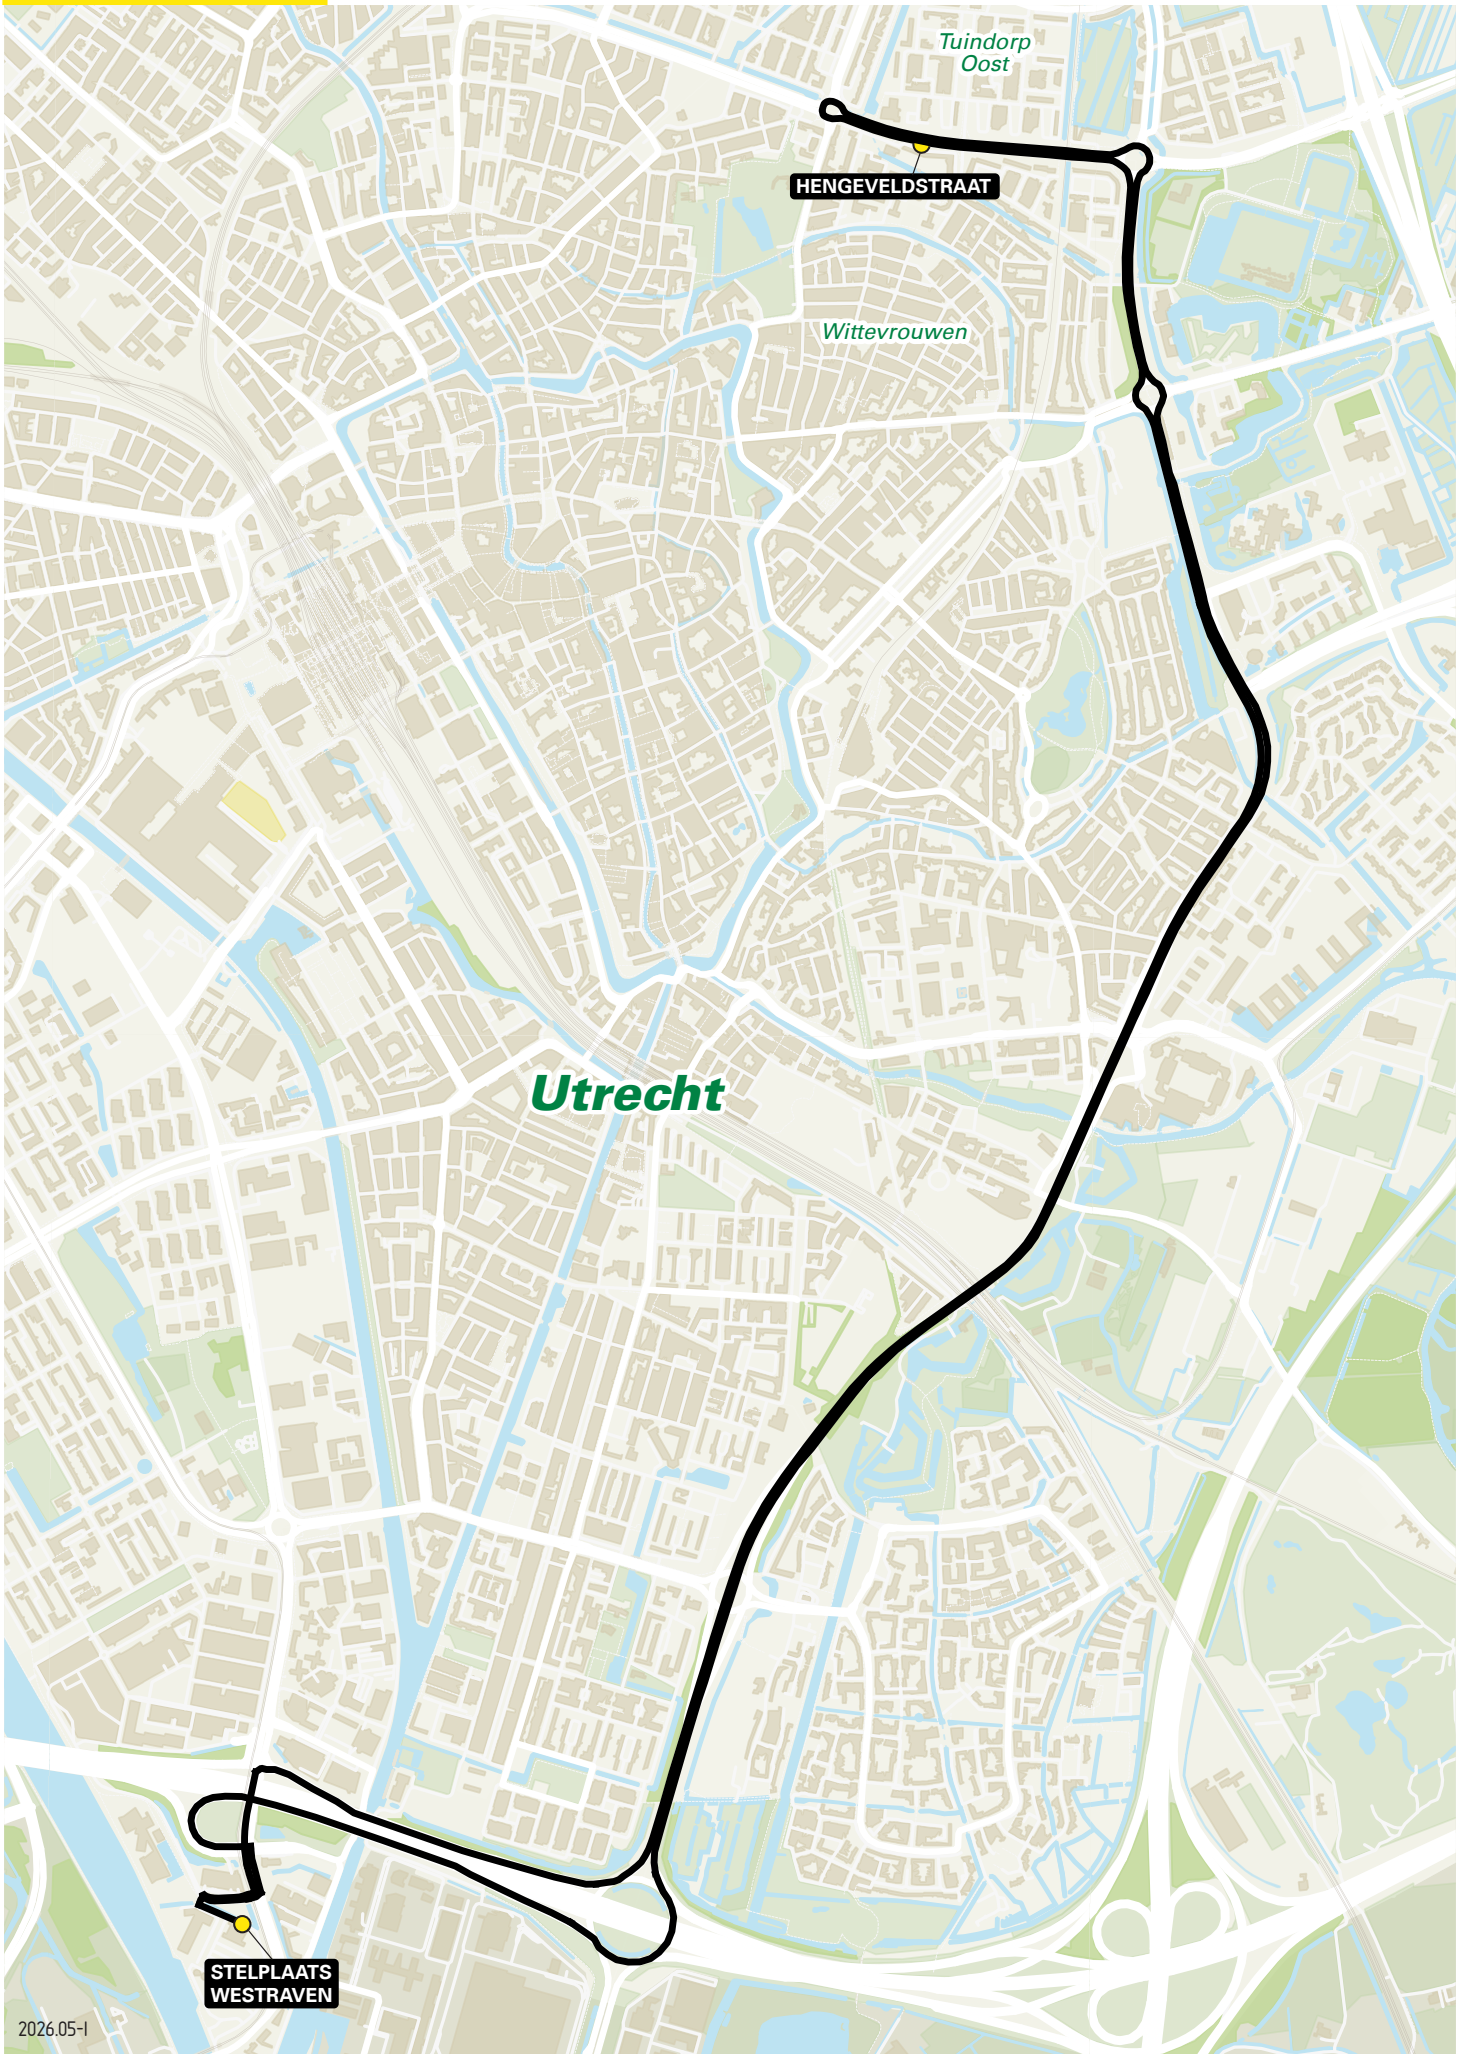 Tuindorp
Oost
HENGEVELDSTRAAT
Wittevrouwen
Utrecht
STELPLAATS
WESTRAVEN
2026.05-I